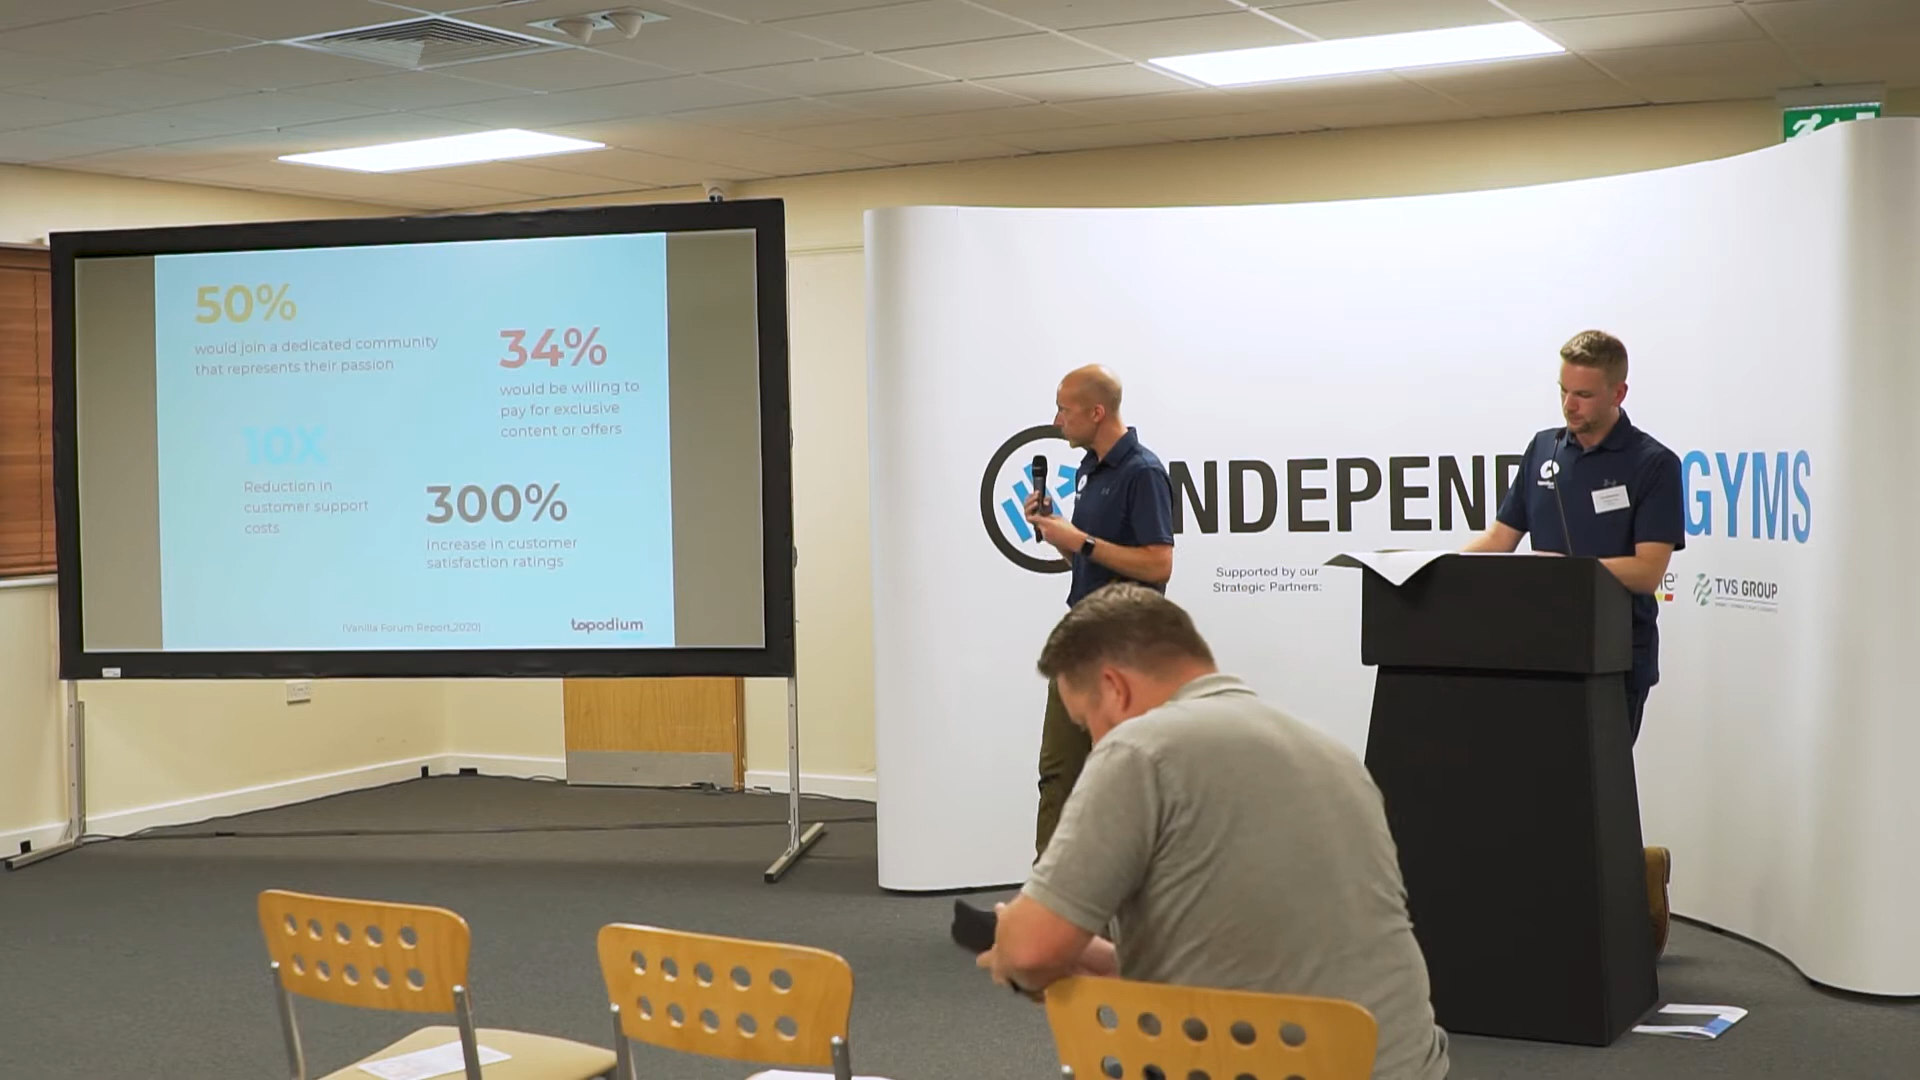 50%
would join a dedicated community
that represents their passion
34%
would be willing to
pay for exclusive
content or offers
10X
Reduction in
customer support
costs
300%
Increase in customer
satisfaction ratings
(Vanilla Forum Report,2020)
topodium
NDEPEN
GYMS
Supported by our
Strategic Partners:
TVS GROUP